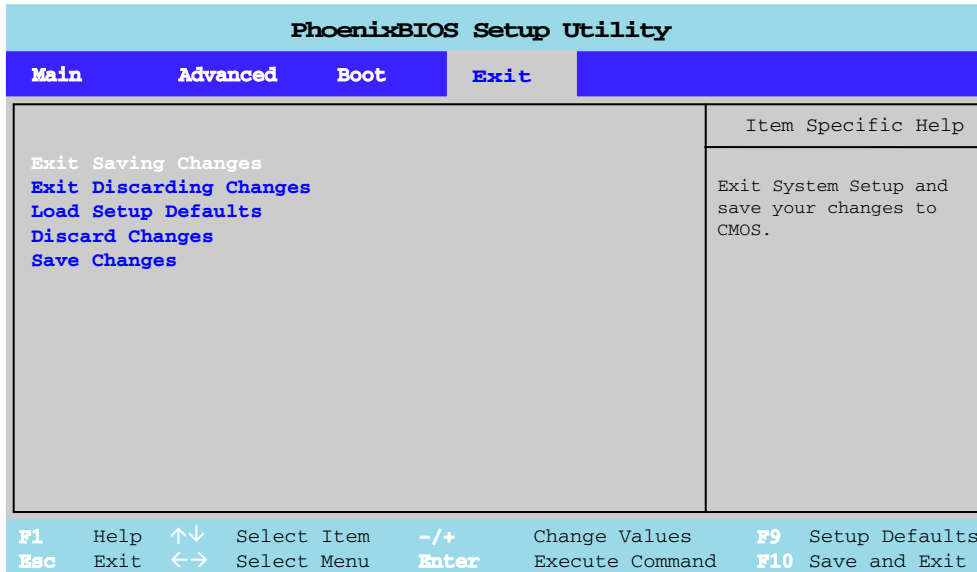 PhoenixBIOS Setup Utility
Main Advanced Boot Exit
Item Specific Help
Exit Saving Changes
Exit Discarding Changes
Load Setup Defaults
Discard Changes
Save Changes
Exit System Setup and
save your changes to
CMOS.
F1 Help ↑↓ Select Item -/+ Change Values F9 Setup Defaults
Esc Exit ←→ Select Menu Enter Execute Command F10 Save and Exit